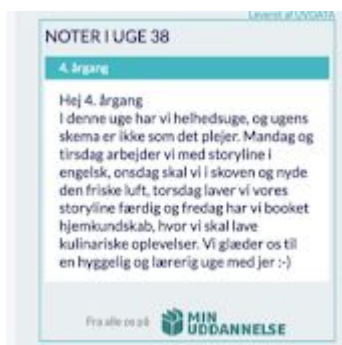 Leveret af UVDATA
NOTER I UGE 38
4. årgang
Hej 4. årgang
I denne uge har vi helhedsuge, og ugens
skema er ikke som det plejer. Mandag og
tirsdag arbejder vi med storyline i
engelsk, onsdag skal vi i skoven og nyde
den friske luft, torsdag laver vi vores
storyline færdig og fredag har vi booket
hjemkundskab, hvor vi skal lave
kulinariske oplevelser. Vi glæder os til
en hyggelig og lærerig uge med jer :-)
Fra alle os på
MIN
UDDANNELSE